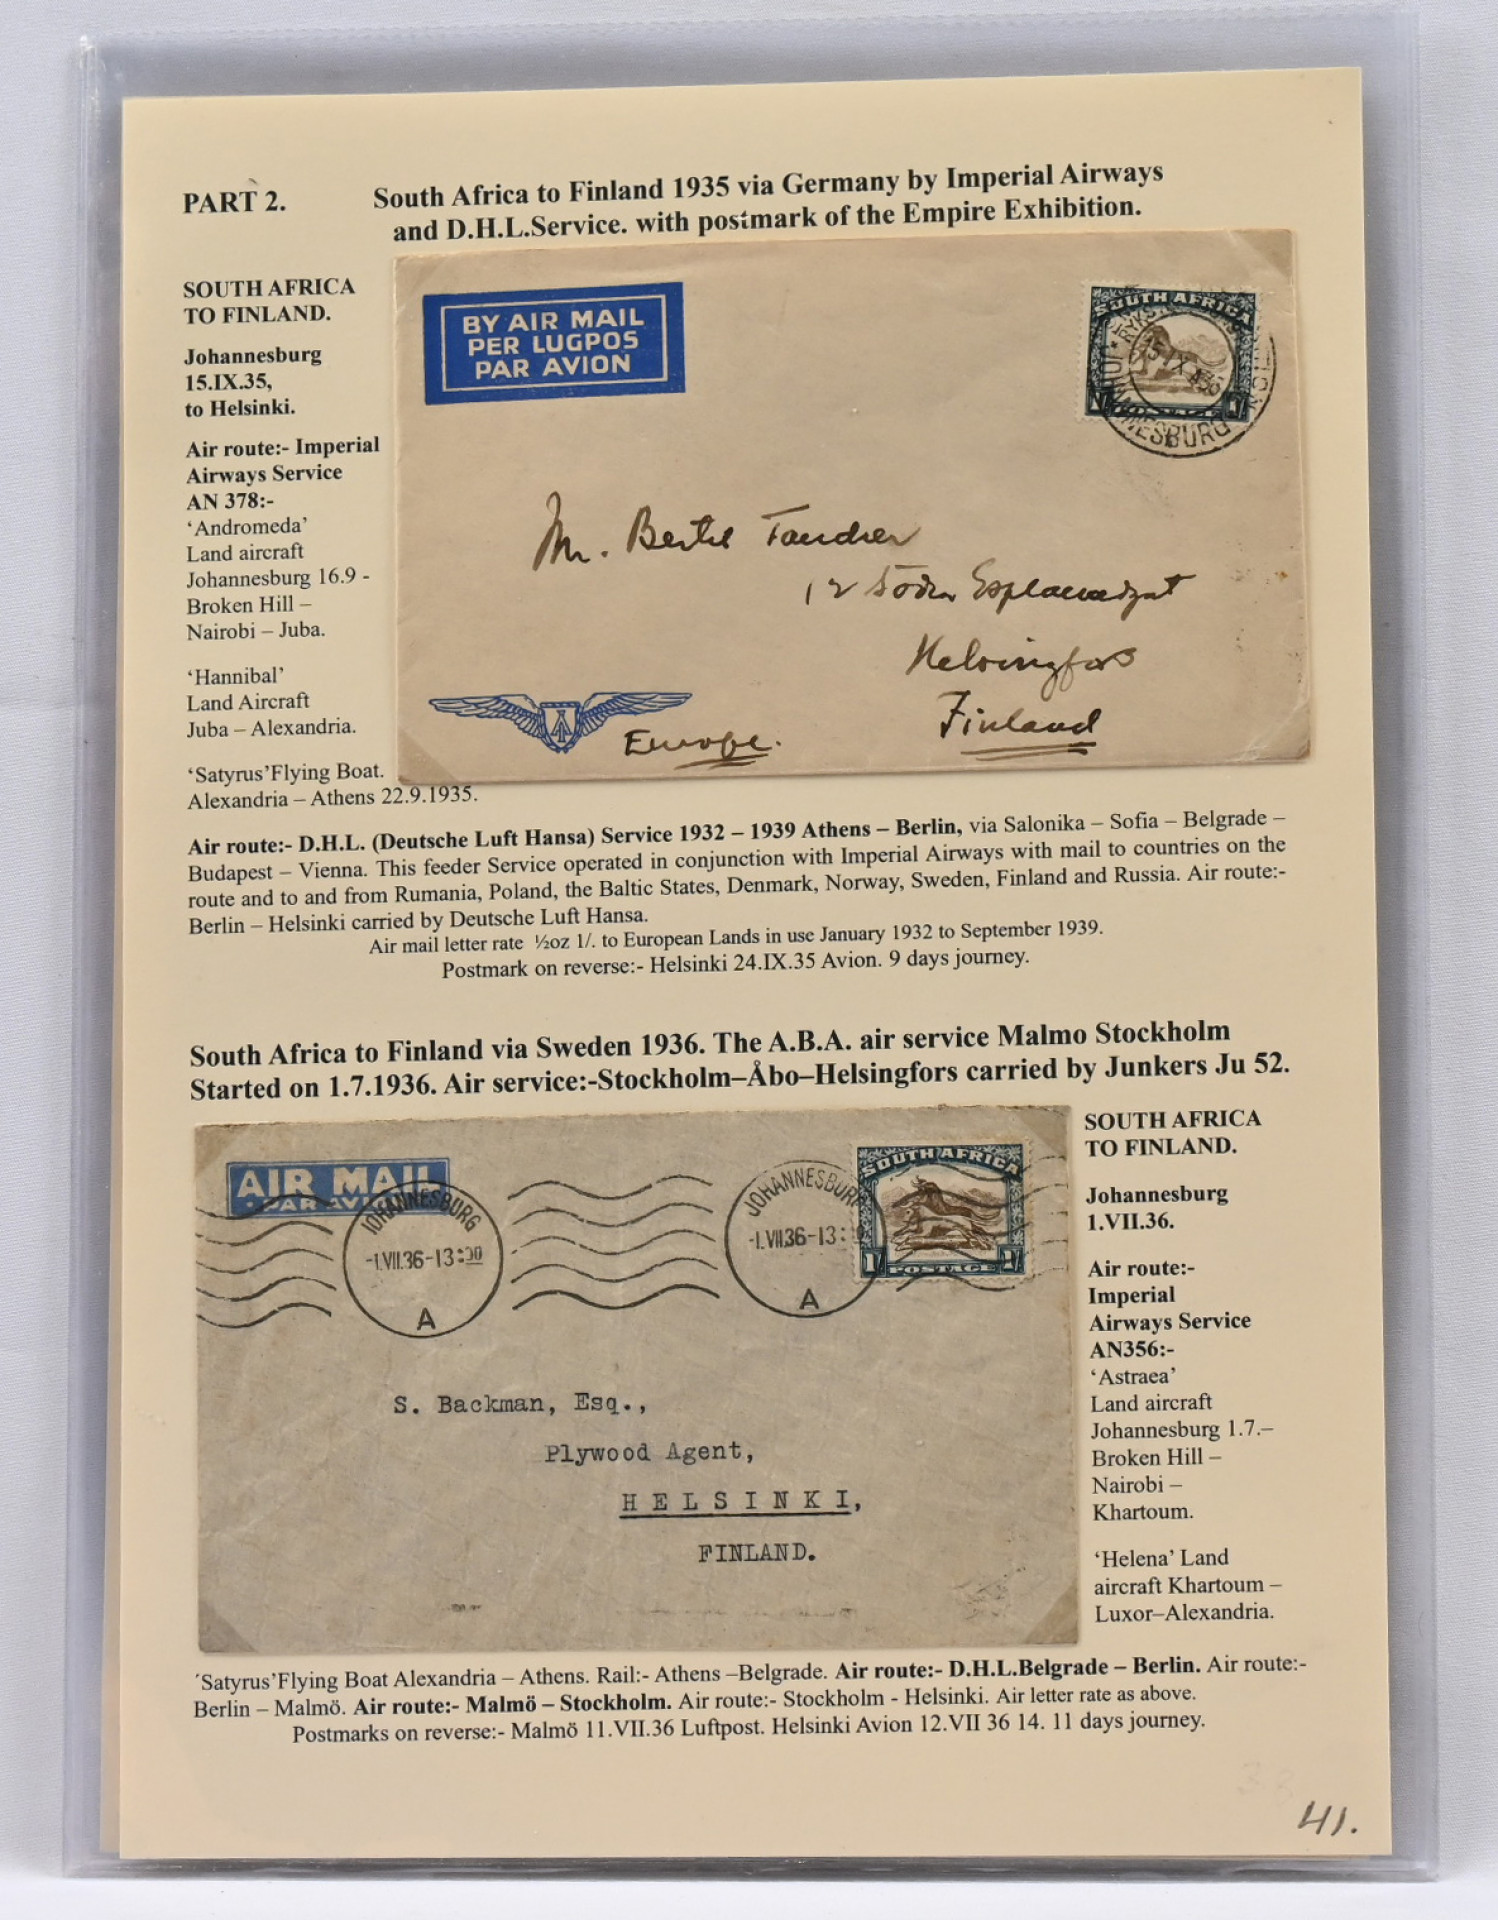 PART 2.
South Africa to Finland 1935 via Germany by Imperial Airways
and D.H.L.Service. with postmark of the Empire Exhibition.
SOUTH AFRICA
TO FINLAND.
Johannesburg
15.IX.35,
to Helsinki.
Air route:- Imperial
Airways Service
AN 378:-
‘Andromeda’
Land aircraft
Johannesburg 16.9 -
Broken Hill –
Nairobi – Juba.
‘Hannibal’
Land Aircraft
Juba – Alexandria.
‘Satyrus’Flying Boat.
Alexandria – Athens 22.9.1935.
BY AIR MAIL
PER LUGPOS
PAR AVION
SOUTH AFRICA
JOHANNESBURG
15 IX 35
Mr. Bertel
12 Södra Esplanadgat
Helsingfors
Finland
Europe.
Air route:- D.H.L. (Deutsche Luft Hansa) Service 1932 – 1939 Athens – Berlin, via Salonika – Sofia – Belgrade –
Budapest – Vienna. This feeder Service operated in conjunction with Imperial Airways with mail to countries on the
route and to and from Rumania, Poland, the Baltic States, Denmark, Norway, Sweden, Finland and Russia. Air route:-
Berlin – Helsinki carried by Deutsche Luft Hansa.
Air mail letter rate ½oz 1/. to European Lands in use January 1932 to September 1939.
Postmark on reverse:- Helsinki 24.IX.35 Avion. 9 days journey.
South Africa to Finland via Sweden 1936. The A.B.A. air service Malmo Stockholm
Started on 1.7.1936. Air service:-Stockholm–Åbo–Helsingfors carried by Junkers Ju 52.
AIR MAIL
PAR AVION
JOHANNESBURG
-1.VII.36-13:00
A
JOHANNESBURG
-1.VII.36-13:
A
SOUTH AFRICA
1/- POSTAGE 1/-
S. Backman, Esq.,
Plywood Agent,
HELSINKI,
FINLAND.
SOUTH AFRICA
TO FINLAND.
Johannesburg
1.VII.36.
Air route:-
Imperial
Airways Service
AN356:-
‘Astraea’
Land aircraft
Johannesburg 1.7.–
Broken Hill –
Nairobi –
Khartoum.
‘Helena’ Land
aircraft Khartoum –
Luxor–Alexandria.
´Satyrus’Flying Boat Alexandria – Athens. Rail:- Athens –Belgrade. Air route:- D.H.L.Belgrade – Berlin. Air route:-
Berlin – Malmö. Air route:- Malmö – Stockholm. Air route:- Stockholm - Helsinki. Air letter rate as above.
Postmarks on reverse:- Malmö 11.VII.36 Luftpost. Helsinki Avion 12.VII 36 14. 11 days journey.
41.